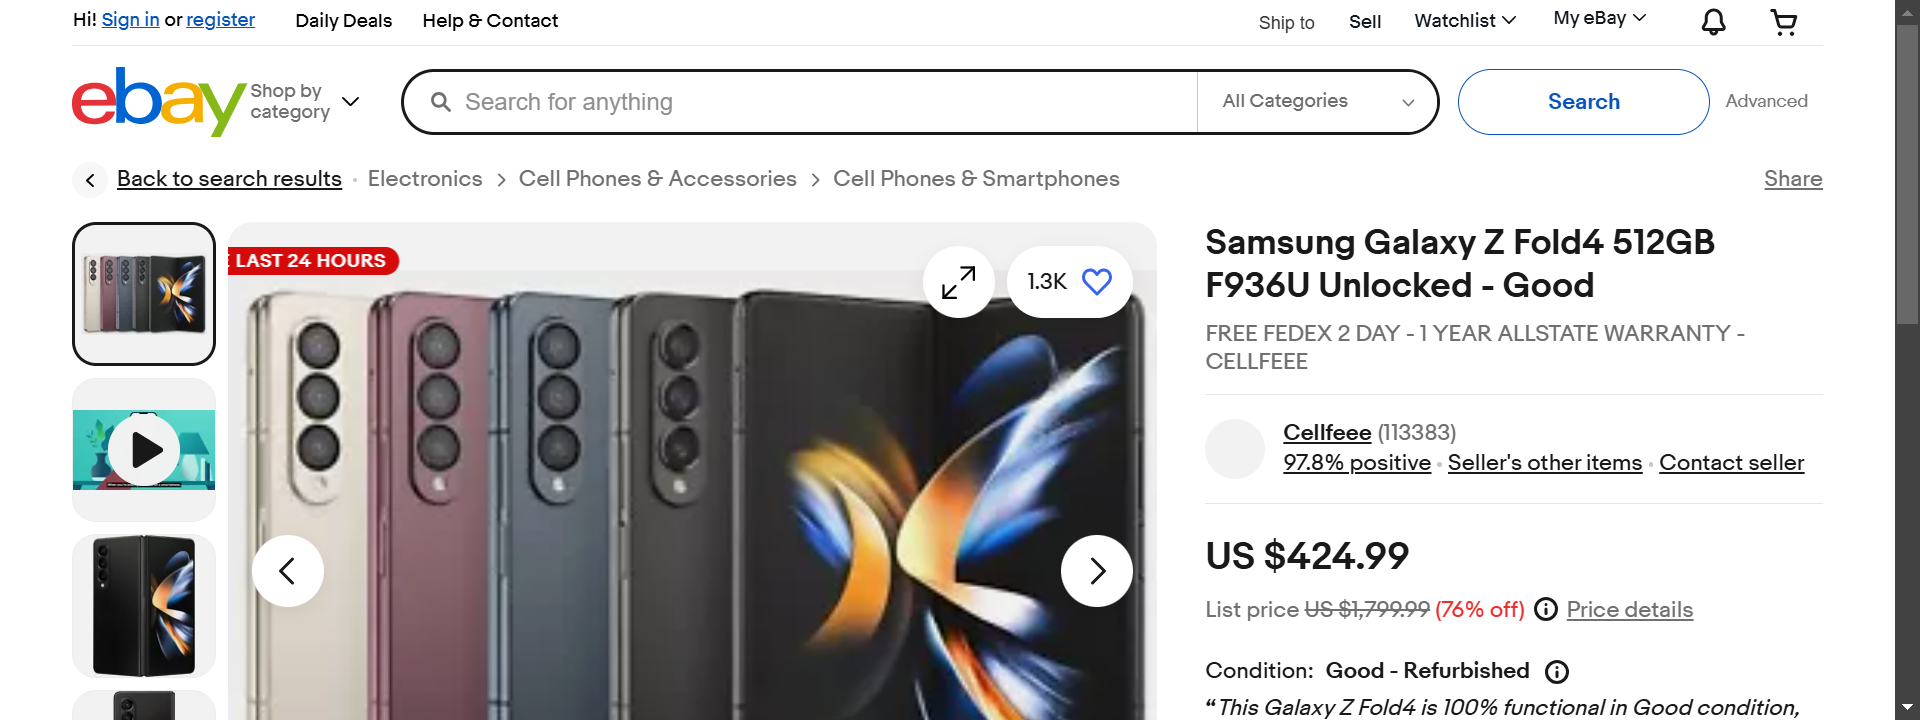 Hi! Sign in or register
Daily Deals
Help & Contact
Ship to
Sell
Watchlist
My eBay
ebay
Shop by
category
Search for anything
All Categories
Search
Advanced
Back to search results
Electronics
Cell Phones & Accessories
Cell Phones & Smartphones
Share
LAST 24 HOURS
1.3K
Samsung Galaxy Z Fold4 512GB
F936U Unlocked - Good
FREE FEDEX 2 DAY - 1 YEAR ALLSTATE WARRANTY -
CELLFEEE
Cellfeee (113383)
97.8% positive · Seller's other items · Contact seller
US $424.99
List price US $1,799.99 (76% off) Price details
Condition: Good - Refurbished
“This Galaxy Z Fold4 is 100% functional in Good condition,